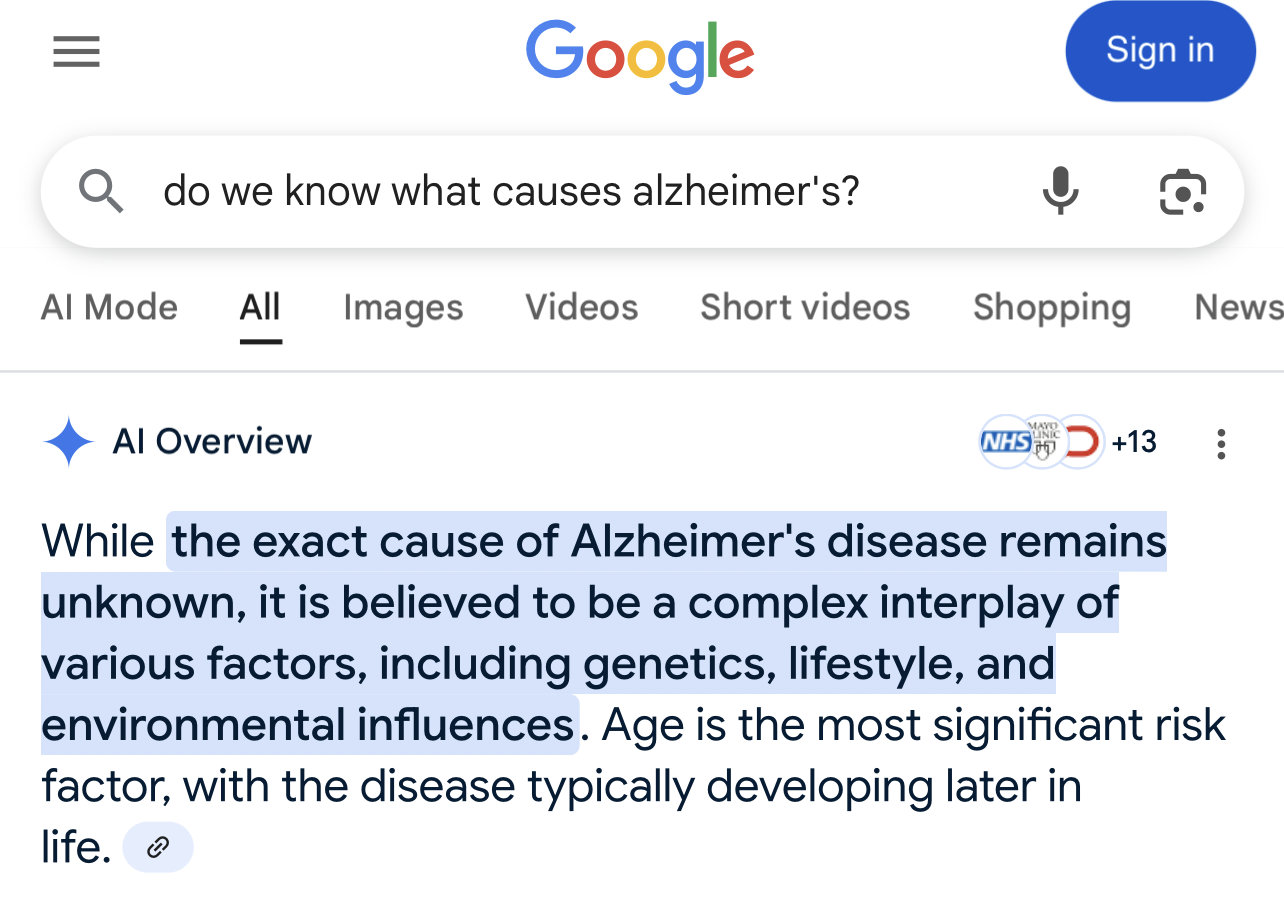 Google
Sign in
do we know what causes alzheimer's?
AI Mode All Images Videos Short videos Shopping News
AI Overview
NHS MAYO CLINIC +13
While the exact cause of Alzheimer's disease remains
unknown, it is believed to be a complex interplay of
various factors, including genetics, lifestyle, and
environmental influences. Age is the most significant risk
factor, with the disease typically developing later in
life.